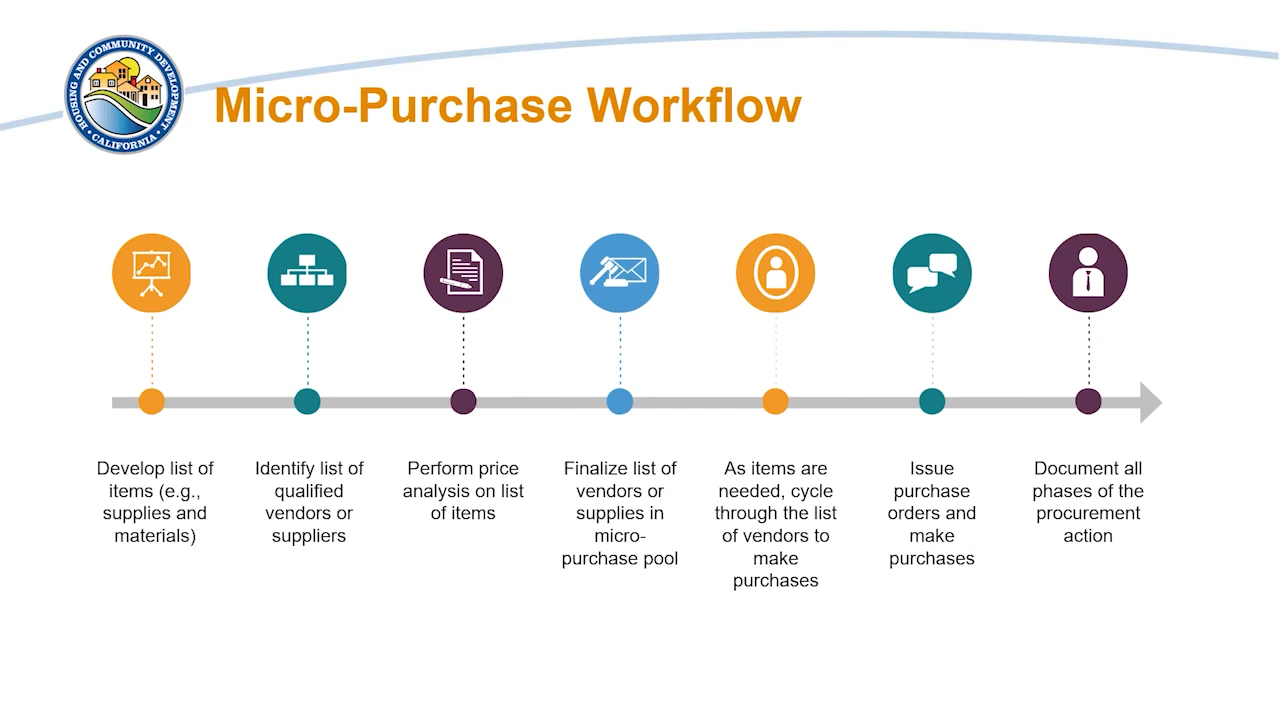 HOUSING AND COMMUNITY DEVELOPMENT
• CALIFORNIA •
Micro-Purchase Workflow
Develop list of
items (e.g.,
supplies and
materials)
Identify list of
qualified
vendors or
suppliers
Perform price
analysis on list
of items
Finalize list of
vendors or
supplies in
micro-
purchase pool
As items are
needed, cycle
through the list
of vendors to
make
purchases
Issue
purchase
orders and
make
purchases
Document all
phases of the
procurement
action